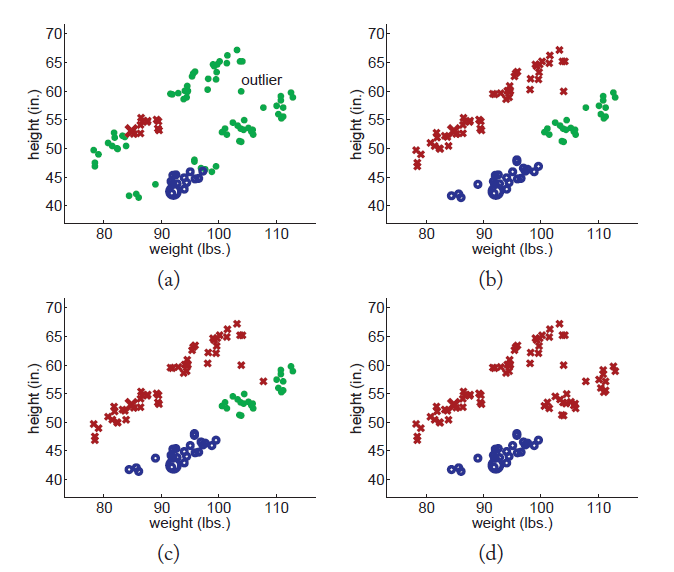 70
65
60
55
50
45
40
height (in.)
outlier
80 90 100 110
weight (lbs.)
(a)
70
65
60
55
50
45
40
height (in.)
80 90 100 110
weight (lbs.)
(b)
70
65
60
55
50
45
40
height (in.)
80 90 100 110
weight (lbs.)
(c)
70
65
60
55
50
45
40
height (in.)
80 90 100 110
weight (lbs.)
(d)